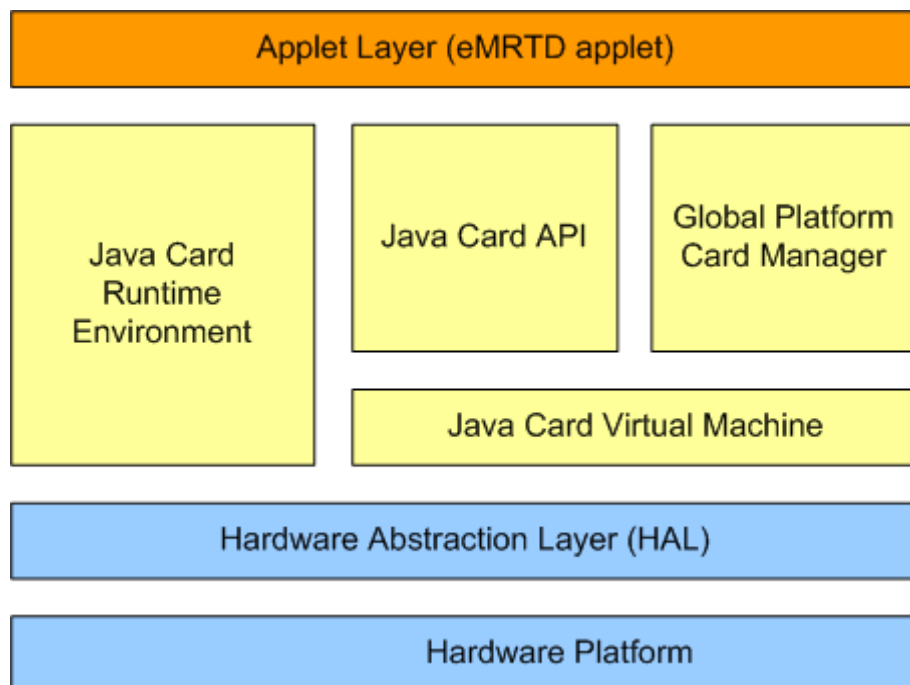 Applet Layer (eMRTD applet)
Java Card
Runtime
Environment
Java Card API
Global Platform
Card Manager
Java Card Virtual Machine
Hardware Abstraction Layer (HAL)
Hardware Platform